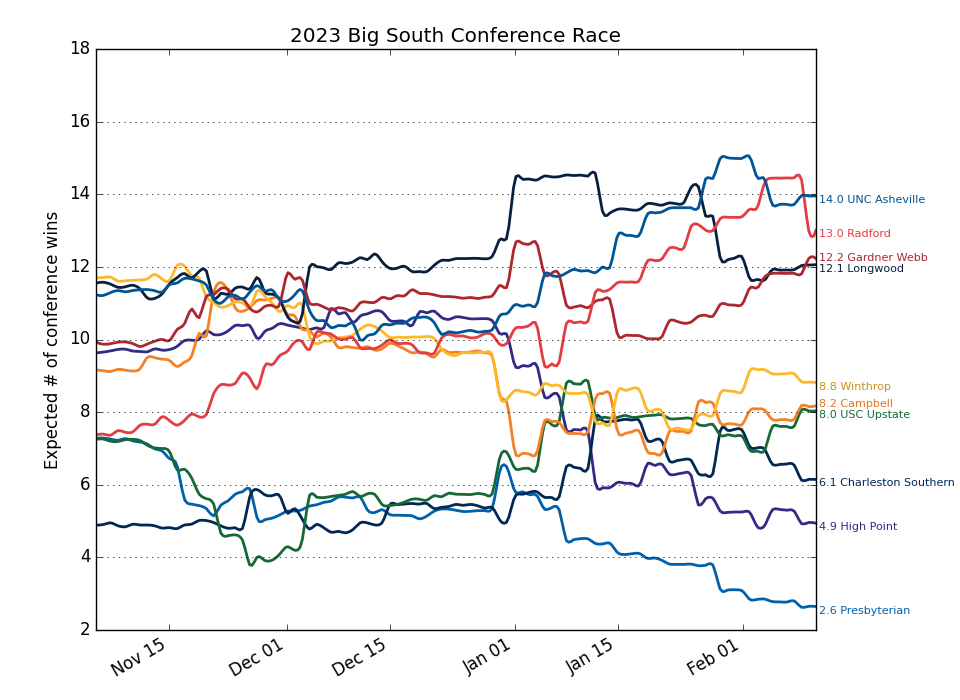 2023 Big South Conference Race
Expected # of conference wins
18
16
14
12
10
8
6
4
2
14.0 UNC Asheville
13.0 Radford
12.2 Gardner Webb
12.1 Longwood
8.8 Winthrop
8.2 Campbell
8.0 USC Upstate
6.1 Charleston Southern
4.9 High Point
2.6 Presbyterian
Nov 15
Dec 01
Dec 15
Jan 01
Jan 15
Feb 01